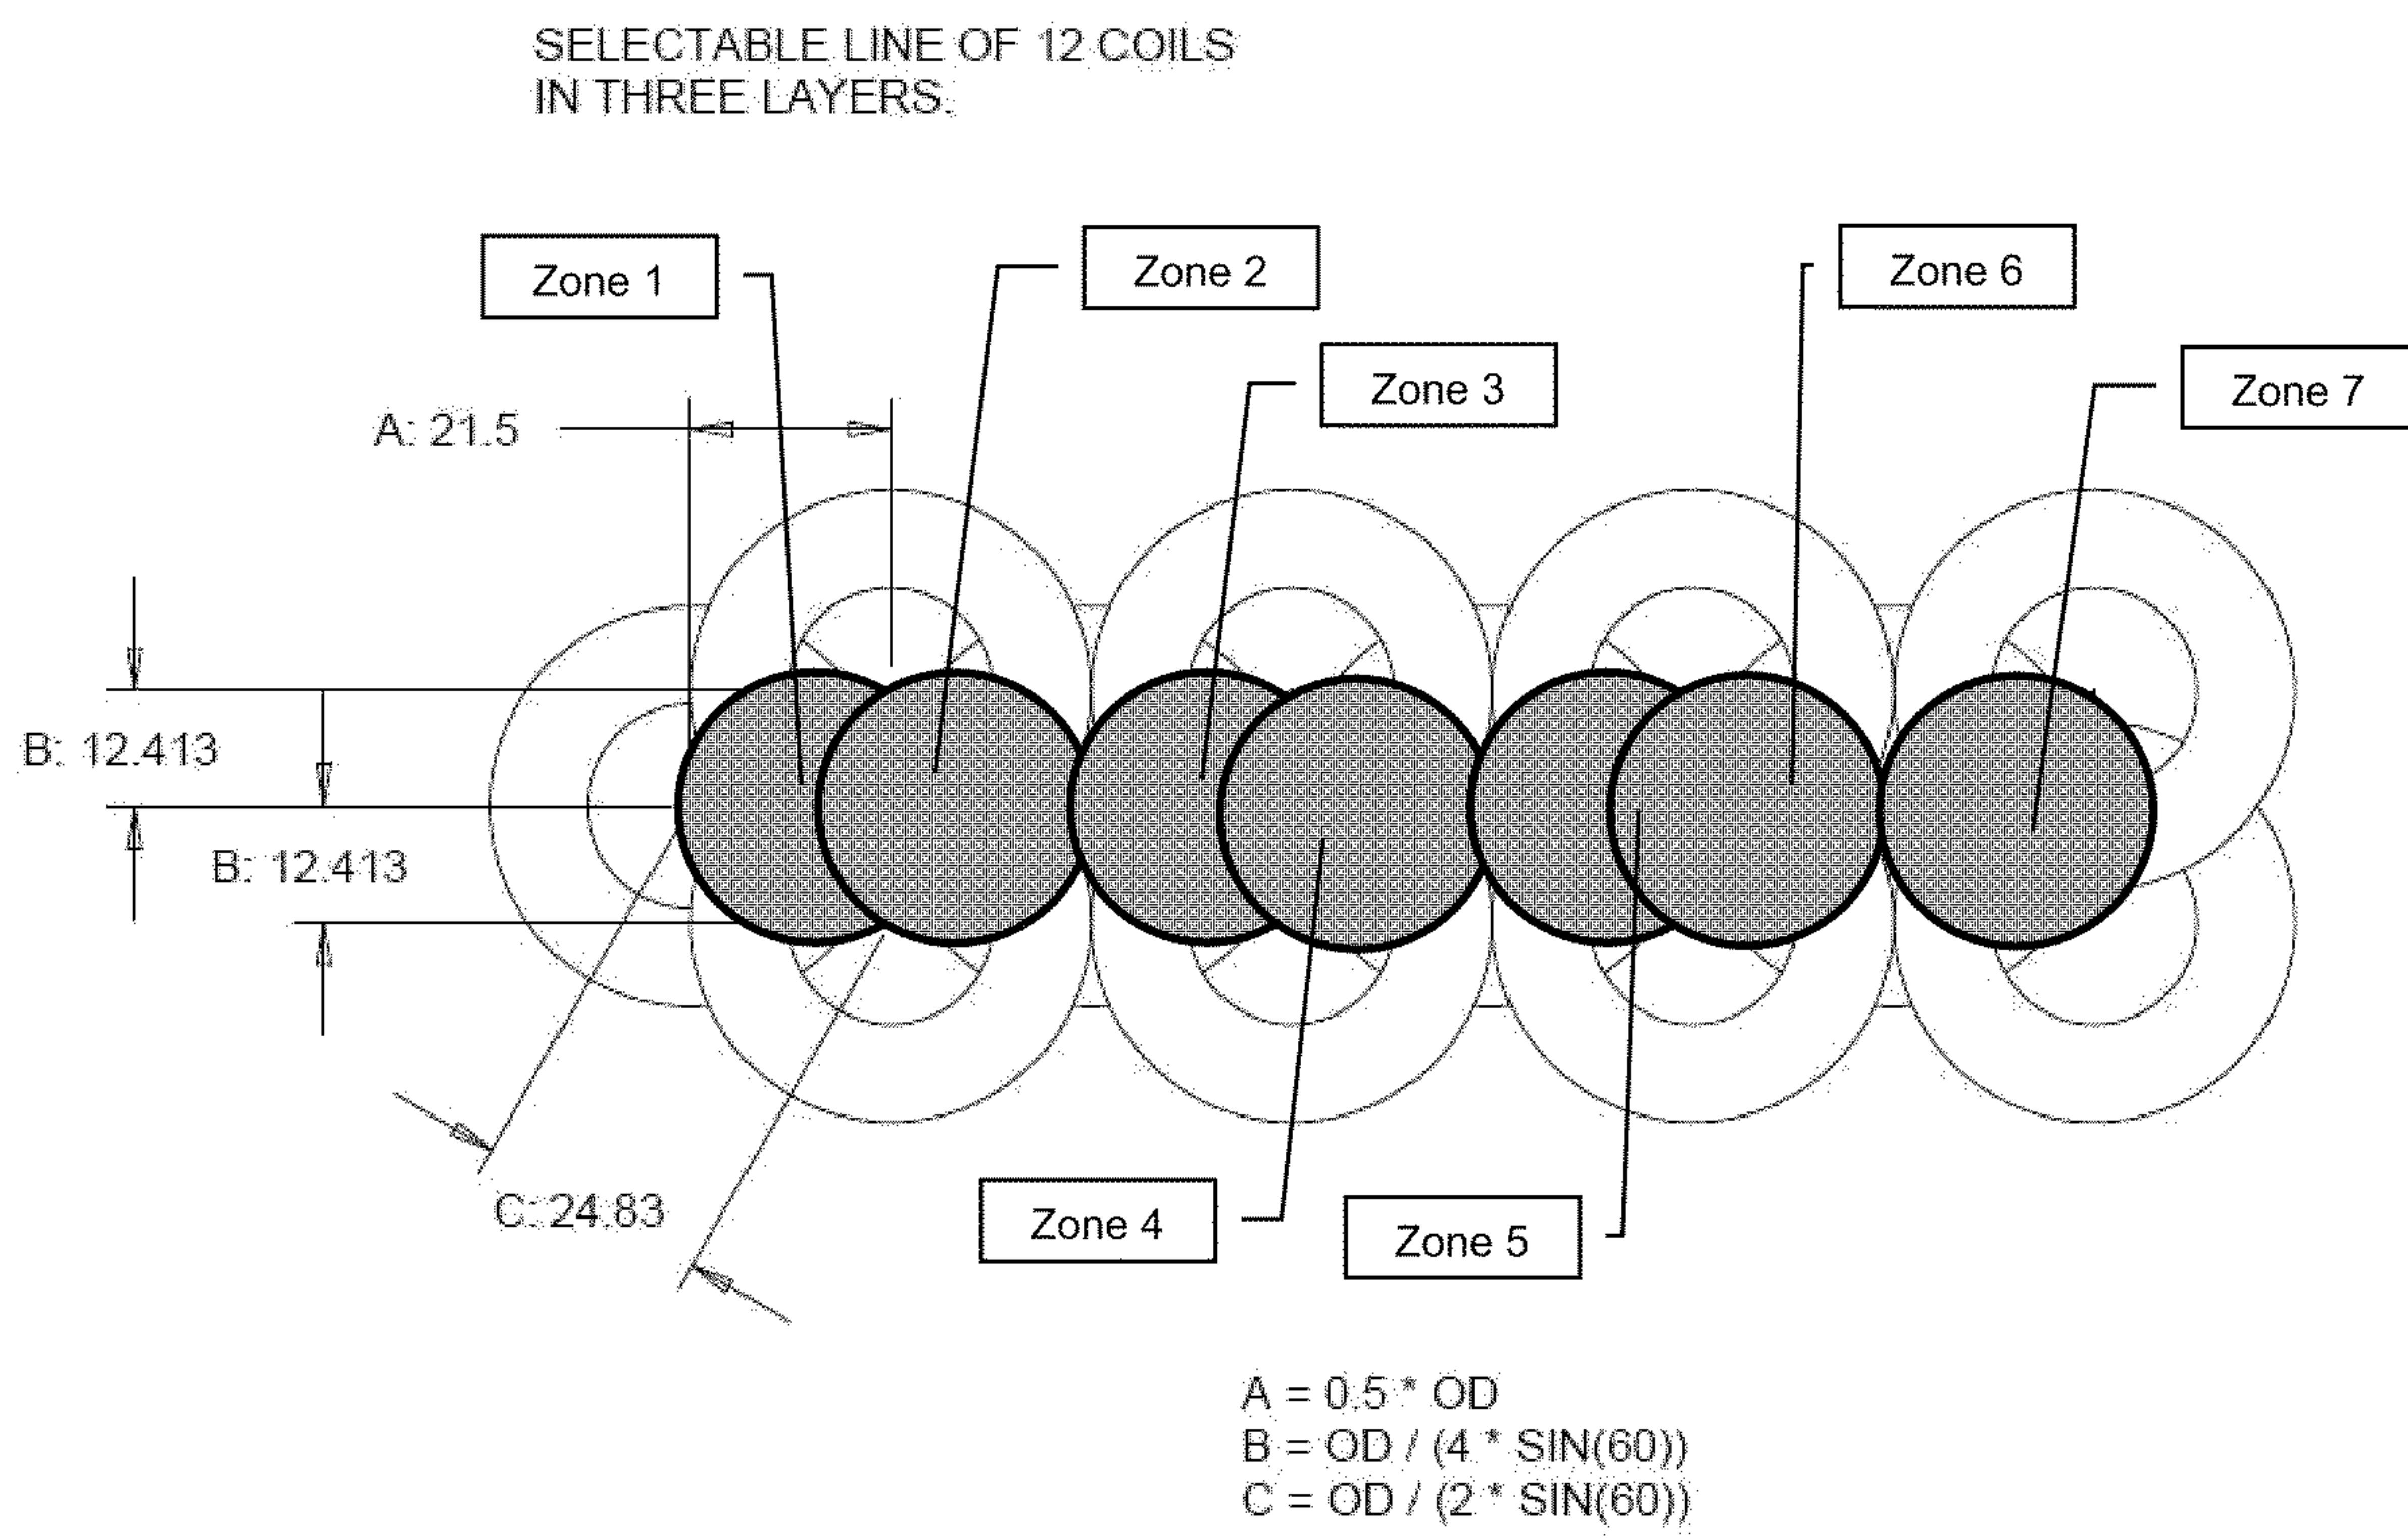 SELECTABLE LINE OF 12 COILS
IN THREE LAYERS.
Zone 1
Zone 2
Zone 6
Zone 3
Zone 7
A: 21.5
B: 12.413
B: 12.413
C: 24.83
Zone 4
Zone 5
A = 0.5 * OD
B = OD / (4 * SIN(60))
C = OD / (2 * SIN(60))